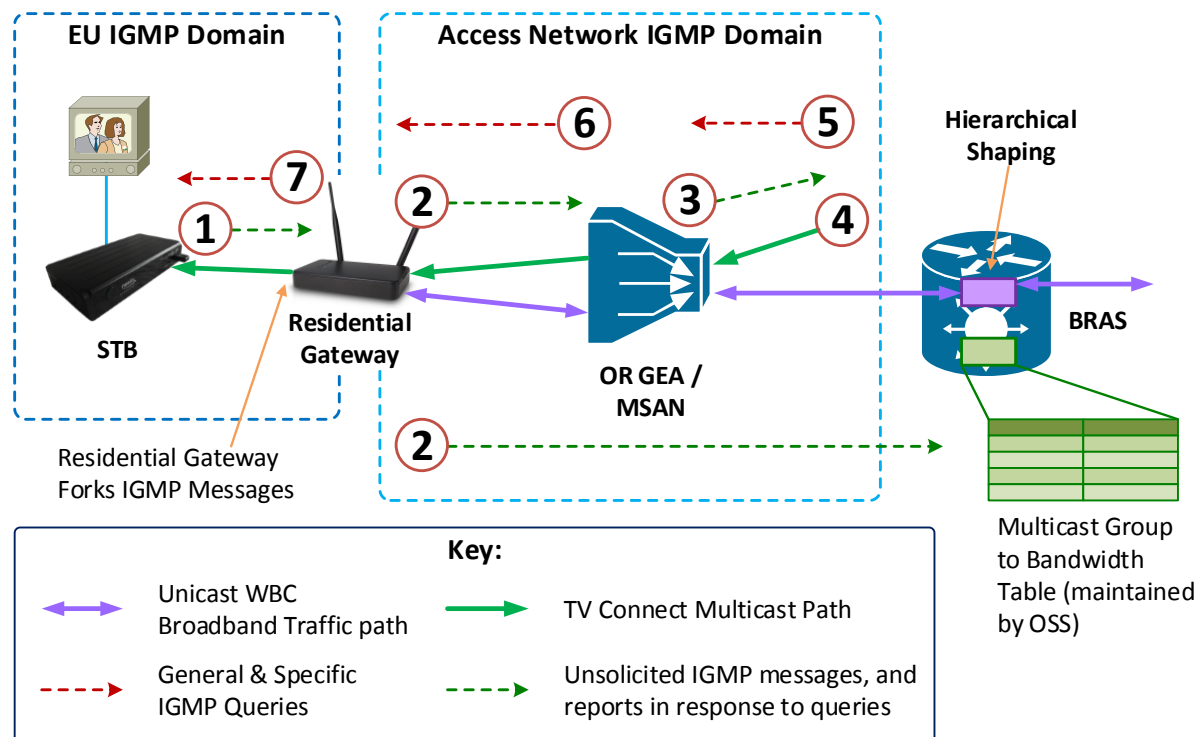 EU IGMP Domain
Access Network IGMP Domain
6
5
Hierarchical
Shaping
7
2
3
1
4
STB
Residential
Gateway
OR GEA /
MSAN
BRAS
2
Residential Gateway
Forks IGMP Messages
Multicast Group
to Bandwidth
Table (maintained
by OSS)
Key:
Unicast WBC
Broadband Traffic path
TV Connect Multicast Path
General & Specific
IGMP Queries
Unsolicited IGMP messages, and
reports in response to queries